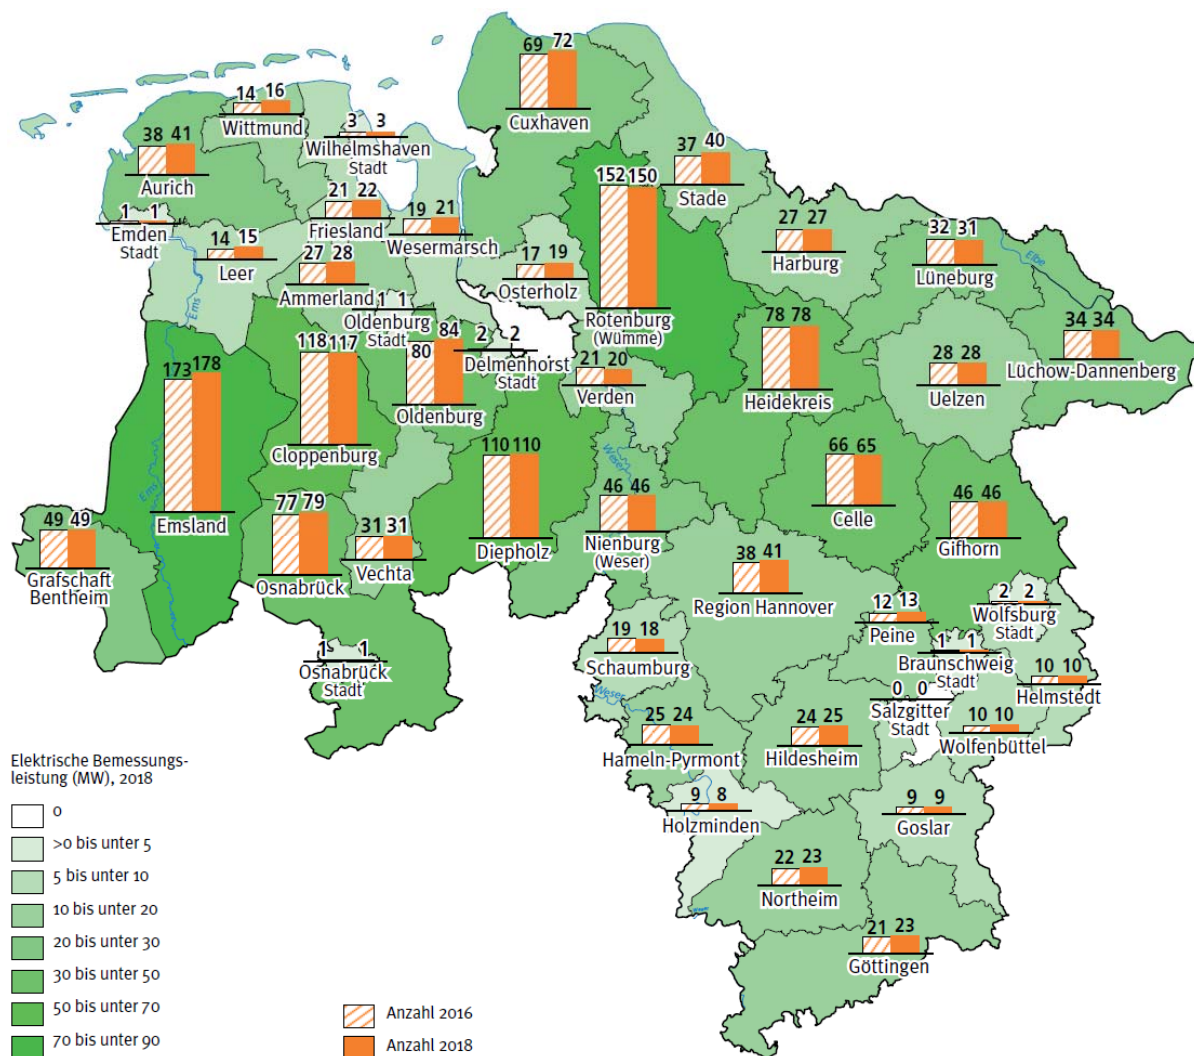 69 72
Cuxhaven
14 16
Wittmund
3 3
Wilhelmshaven
Stadt
38 41
Aurich
37 40
Stade
152 150
Rotenburg
(Wümme)
21 22
Friesland
19 21
Wesermarsch
1 1
Emden
Stadt
14 15
Leer
27 28
Ammerland
17 19
Osterholz
27 27
Harburg
32 31
Lüneburg
Elbe
Ems
1 1
Oldenburg
Stadt
118 117
Cloppenburg
80 84
Oldenburg
2 2
Delmenhorst
Stadt
21 20
Verden
78 78
Heidekreis
28 28
Uelzen
34 34
Lüchow-Dannenberg
173 178
Emsland
Ems
110 110
Diepholz
Weser
46 46
Nienburg
(Weser)
66 65
Celle
46 46
Gifhorn
49 49
Grafschaft
Bentheim
77 79
Osnabrück
31 31
Vechta
38 41
Region Hannover
12 13
Peine
2 2
Wolfsburg
Stadt
1 1
Osnabrück
Stadt
19 18
Schaumburg
Weser
1 1
Braunschweig
Stadt
10 10
Helmstedt
0 0
Salzgitter
Stadt
10 10
Wolfenbüttel
25 24
Hameln-Pyrmont
24 25
Hildesheim
9 8
Holzminden
9 9
Goslar
22 23
Northeim
21 23
Göttingen
Elektrische Bemessungs-
leistung (MW), 2018
0
>0 bis unter 5
5 bis unter 10
10 bis unter 20
20 bis unter 30
30 bis unter 50
50 bis unter 70
70 bis unter 90
Anzahl 2016
Anzahl 2018